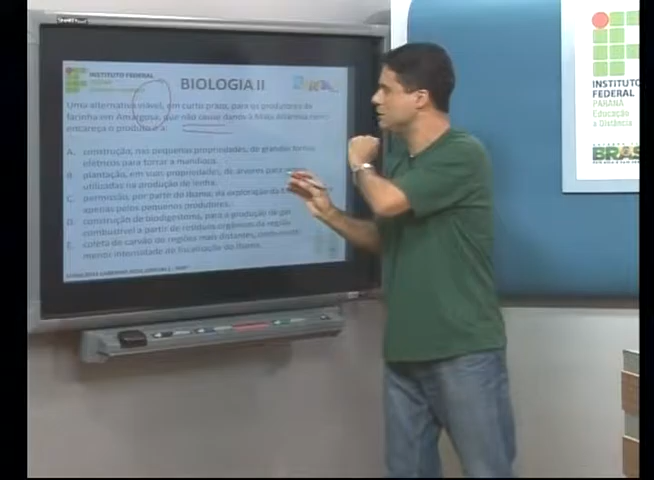 INSTITUTO FEDERAL
BIOLOGIA II
Uma alternativa viável, em curto prazo, para os produtores de
farinha em Amargosa, que não cause danos à Mata Atlântica nem
encareça o produto é a:
A. construção, nas pequenas propriedades, de grandes fornos
elétricos para torrar a mandioca.
B. plantação, em suas propriedades, de árvores para
utilizadas na produção de lenha.
C. permissão, por parte do Ibama, da exploração da
apenas pelos pequenos produtores.
D. construção de biodigestores, para a produção de gás
combustível a partir de resíduos orgânicos da região.
E. coleta de carvão de regiões mais distantes, onde
menor intensidade de fiscalização do Ibama.
INSTITUTO
FEDERAL
PARANÁ
Educação
a Distância
BRAS